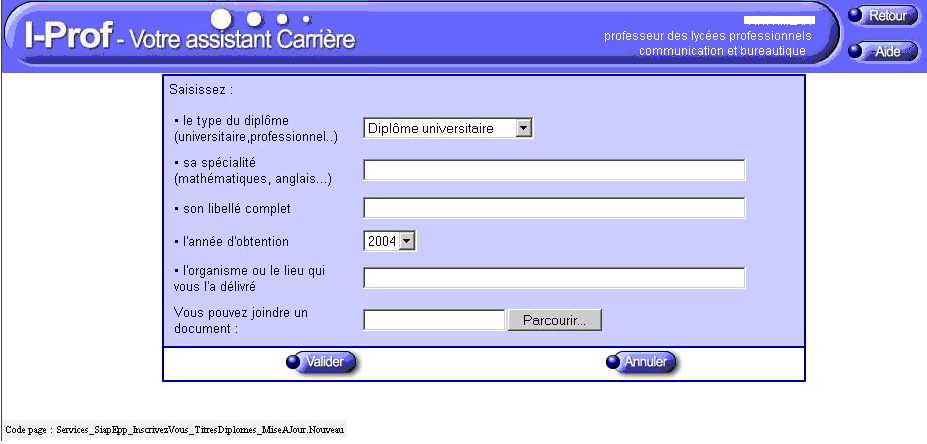 I-Prof - Votre assistant Carrière
professeur des lycées professionnels
communication et bureautique
Retour
Aide
Saisissez :
• le type du diplôme
(universitaire,professionnel..)
Diplôme universitaire
• sa spécialité
(mathématiques, anglais...)
• son libellé complet
• l'année d'obtention
2004
• l'organisme ou le lieu qui
vous l'a délivré
Vous pouvez joindre un
document :
Parcourir...
Valider
Annuler
Code page : Services_SiapEpp_InscrivezVous_TitresDiplomes_MiseAJour.Nouveau